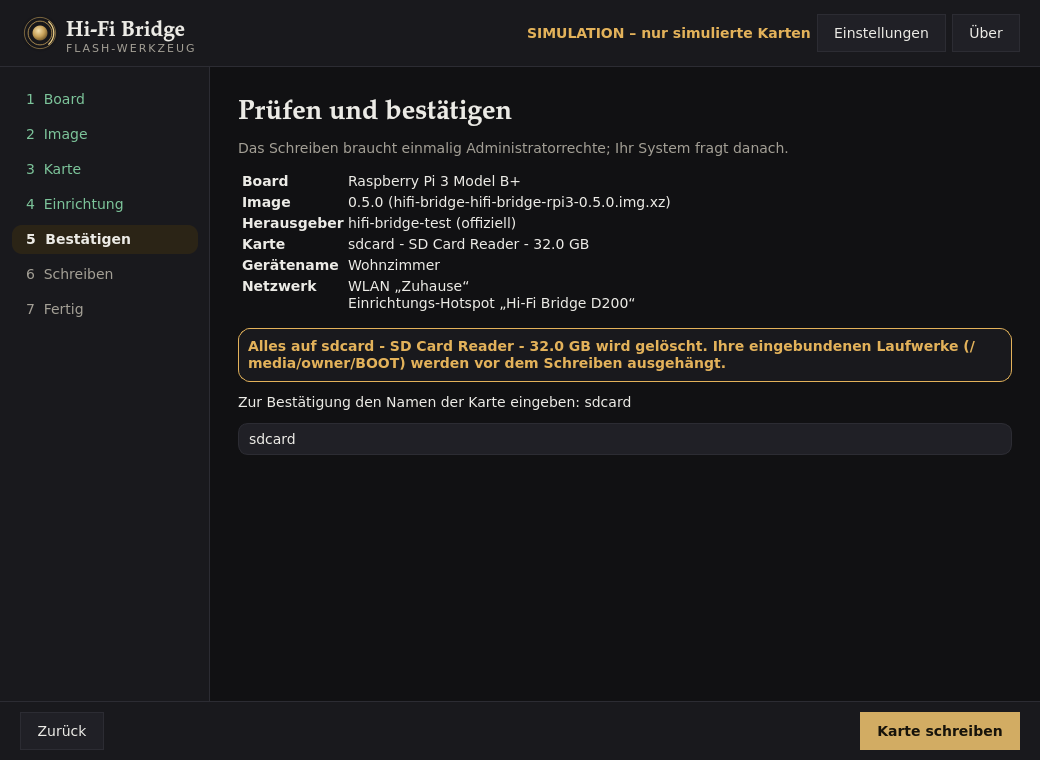 Hi-Fi Bridge
FLASH-WERKZEUG
SIMULATION – nur simulierte Karten
Einstellungen
Über
1 Board
2 Image
3 Karte
4 Einrichtung
5 Bestätigen
6 Schreiben
7 Fertig
Prüfen und bestätigen
Das Schreiben braucht einmalig Administratorrechte; Ihr System fragt danach.
Board Raspberry Pi 3 Model B+
Image 0.5.0 (hifi-bridge-hifi-bridge-rpi3-0.5.0.img.xz)
Herausgeber hifi-bridge-test (offiziell)
Karte sdcard - SD Card Reader - 32.0 GB
Gerätename Wohnzimmer
Netzwerk WLAN „Zuhause“
Einrichtungs-Hotspot „Hi-Fi Bridge D200“
Alles auf sdcard - SD Card Reader - 32.0 GB wird gelöscht. Ihre eingebundenen Laufwerke (/
media/owner/BOOT) werden vor dem Schreiben ausgehängt.
Zur Bestätigung den Namen der Karte eingeben: sdcard
sdcard
Zurück
Karte schreiben